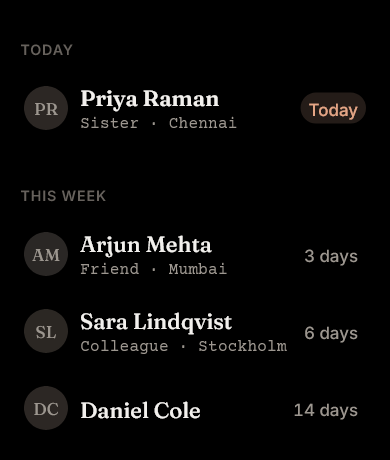 TODAY
PR
Priya Raman
Sister · Chennai
Today
THIS WEEK
AM
Arjun Mehta
Friend · Mumbai
3 days
SL
Sara Lindqvist
Colleague · Stockholm
6 days
DC
Daniel Cole
14 days